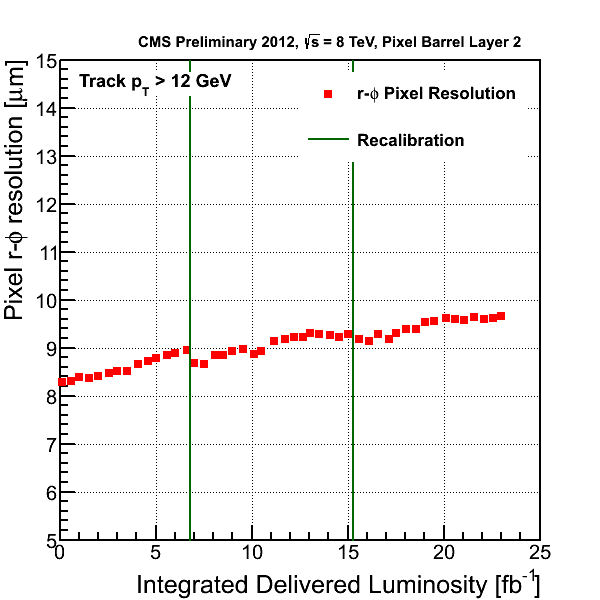 CMS Preliminary 2012, √s = 8 TeV, Pixel Barrel Layer 2
Pixel r-ϕ resolution [μm]
15
14
13
12
11
10
9
8
7
6
5
Track pT > 12 GeV
r-ϕ Pixel Resolution
Recalibration
0 5 10 15 20 25
Integrated Delivered Luminosity [fb⁻¹]